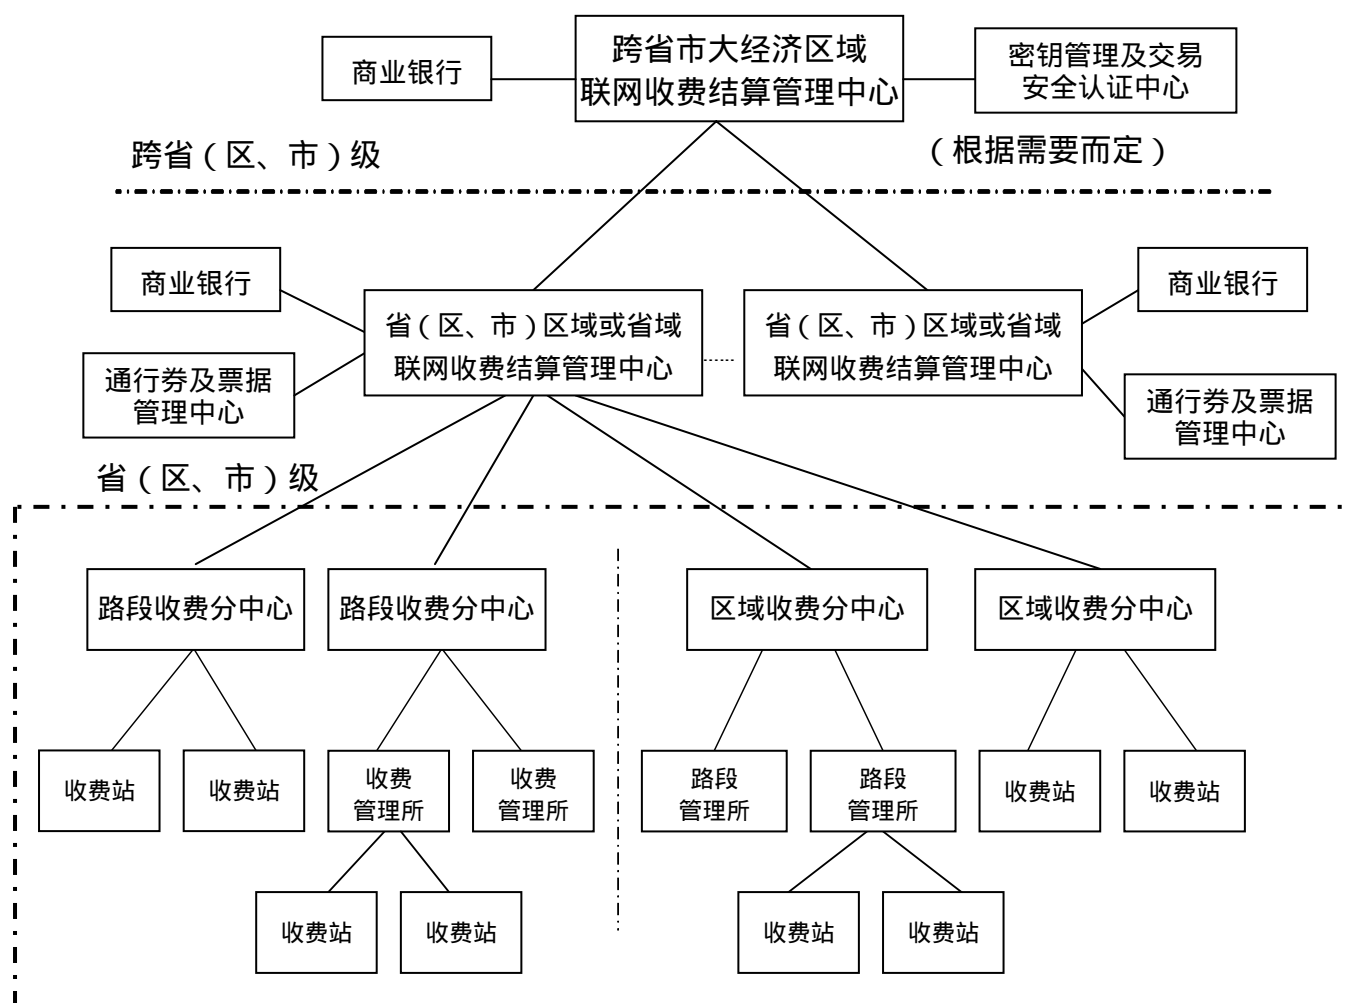 商业银行
跨省市大经济区域
联网收费结算管理中心
密钥管理及交易
安全认证中心
跨省（区、市）级
（根据需要而定）
商业银行
通行券及票据
管理中心
省（区、市）区域或省域
联网收费结算管理中心
省（区、市）区域或省域
联网收费结算管理中心
商业银行
通行券及票据
管理中心
省（区、市）级
路段收费分中心
路段收费分中心
区域收费分中心
区域收费分中心
收费站
收费站
收费
管理所
收费
管理所
路段
管理所
路段
管理所
收费站
收费站
收费站
收费站
收费站
收费站